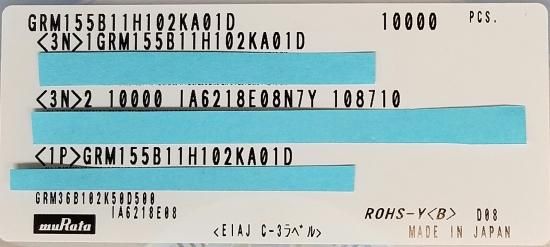 GRM155B11H102KA01D 10000 PCS.
<3N>1GRM155B11H102KA01D
<3N>2 10000 IA6218E08N7Y 108710
<1P>GRM155B11H102KA01D
GRM36B102K50D500
IA6218E08
ROHS-Y<B> D08
muRata <EIAJ C-3ラベル> MADE IN JAPAN